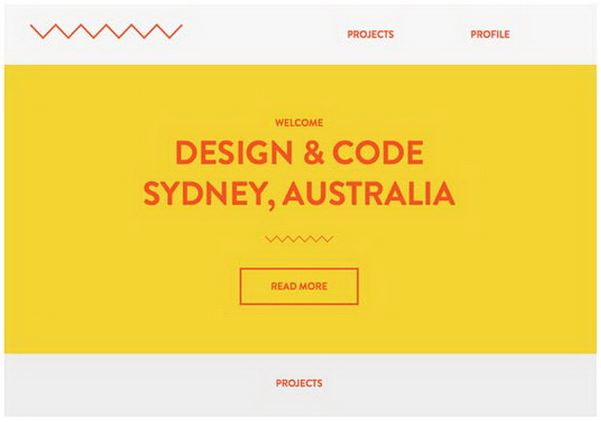 PROJECTS PROFILE
WELCOME
DESIGN & CODE
SYDNEY, AUSTRALIA
READ MORE
PROJECTS